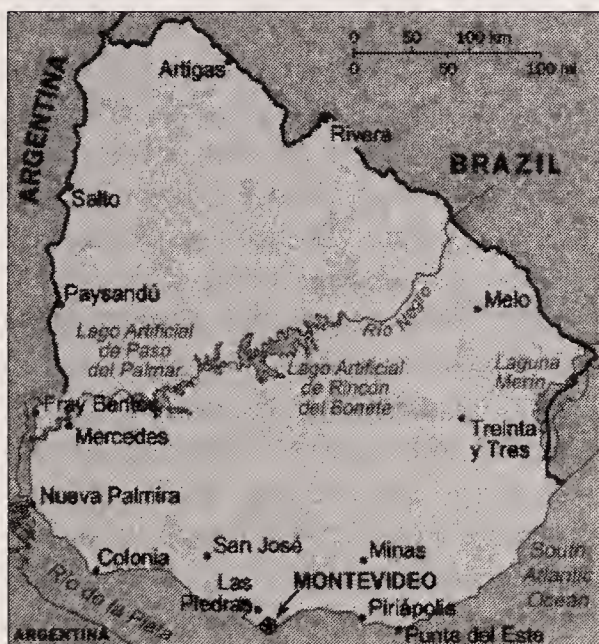 0 50 100 km
0 50 100 mi
Artigas
ARGENTINA
Rivera
BRAZIL
Salto
Paysandú
Melo
Río Negro
Lago Artificial
de Paso
del Palmar
Lago Artificial
de Rincón
del Bonete
Laguna
Merín
Fray Bentos
Mercedes
Treinta
y Tres
Nueva Palmira
San José
Minas
South
Atlantic
Ocean
Colonia
Las
Piedras
MONTEVIDEO
Río de la Plata
Piriápolis
ARGENTINA
Punta del Este